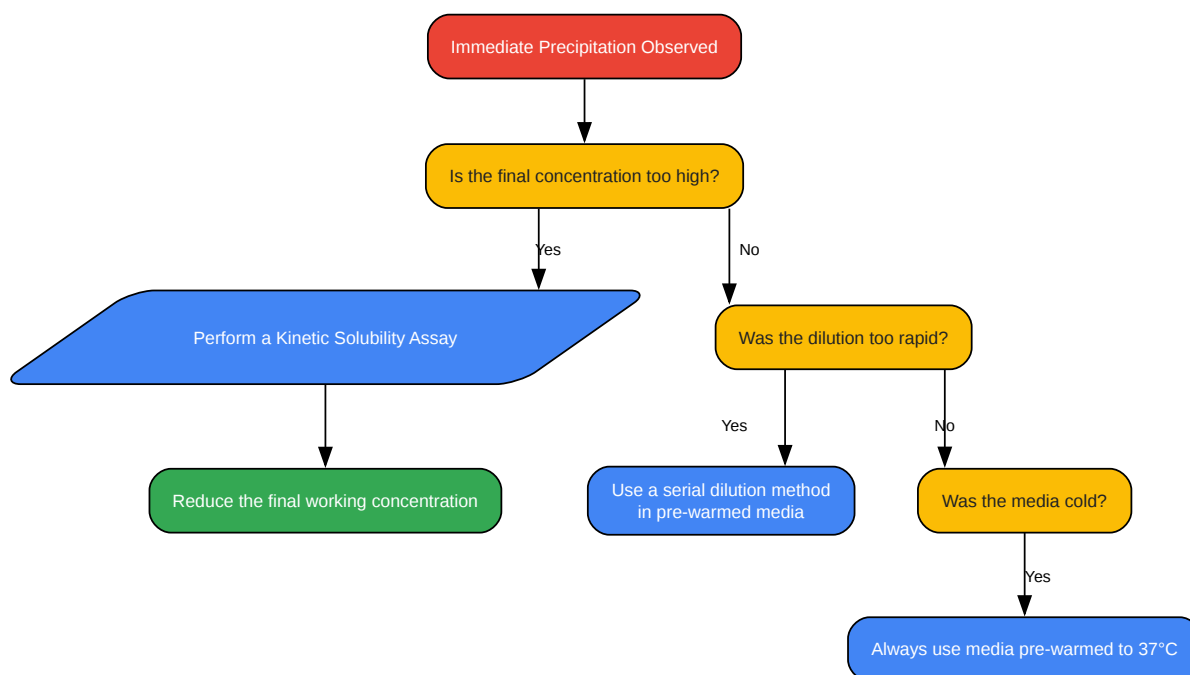 Immediate Precipitation Observed
Is the final concentration too high?
Yes
No
Perform a Kinetic Solubility Assay
Was the dilution too rapid?
Yes
No
Reduce the final working concentration
Use a serial dilution method
in pre-warmed media
Was the media cold?
Yes
Always use media pre-warmed to 37°C